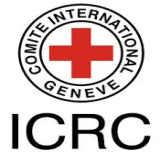 COMITE INTERNATIONAL
GENEVE
ICRC